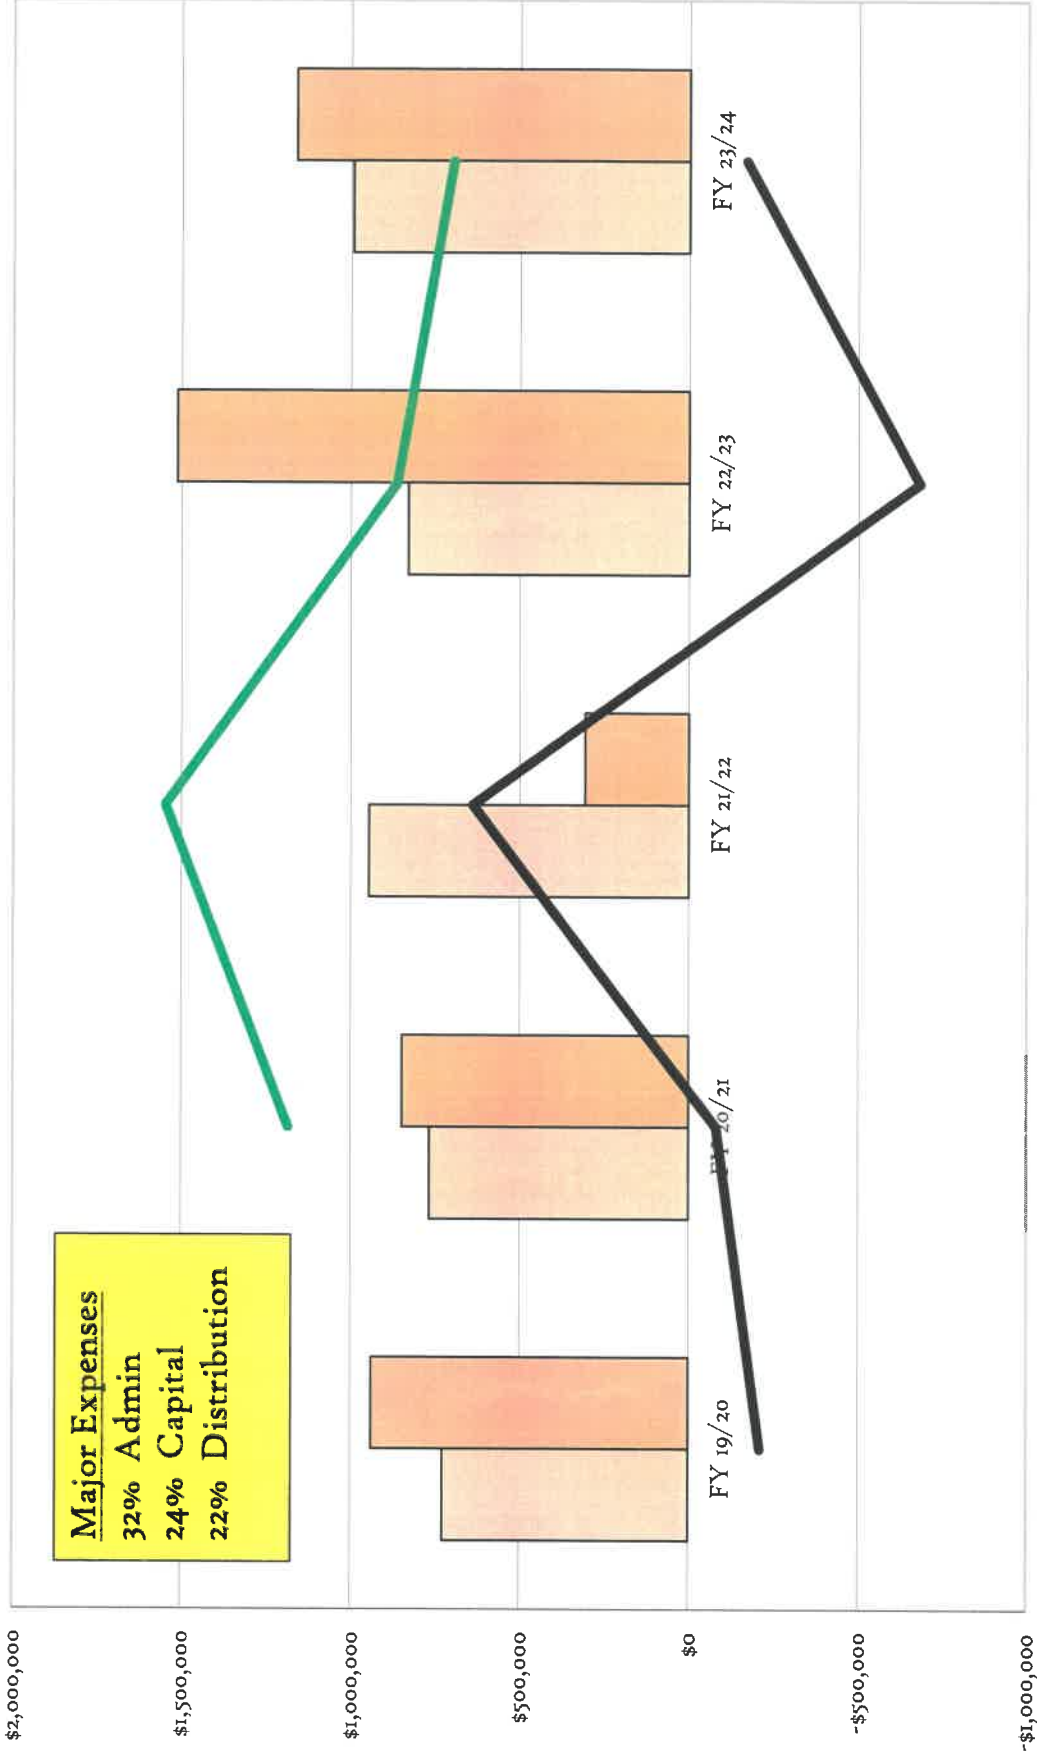 Major Expenses
32% Admin
24% Capital
22% Distribution
$2,000,000
$1,500,000
$1,000,000
$500,000
$0
-$500,000
-$1,000,000
FY 19/20
FY 20/21
FY 21/22
FY 22/23
FY 23/24